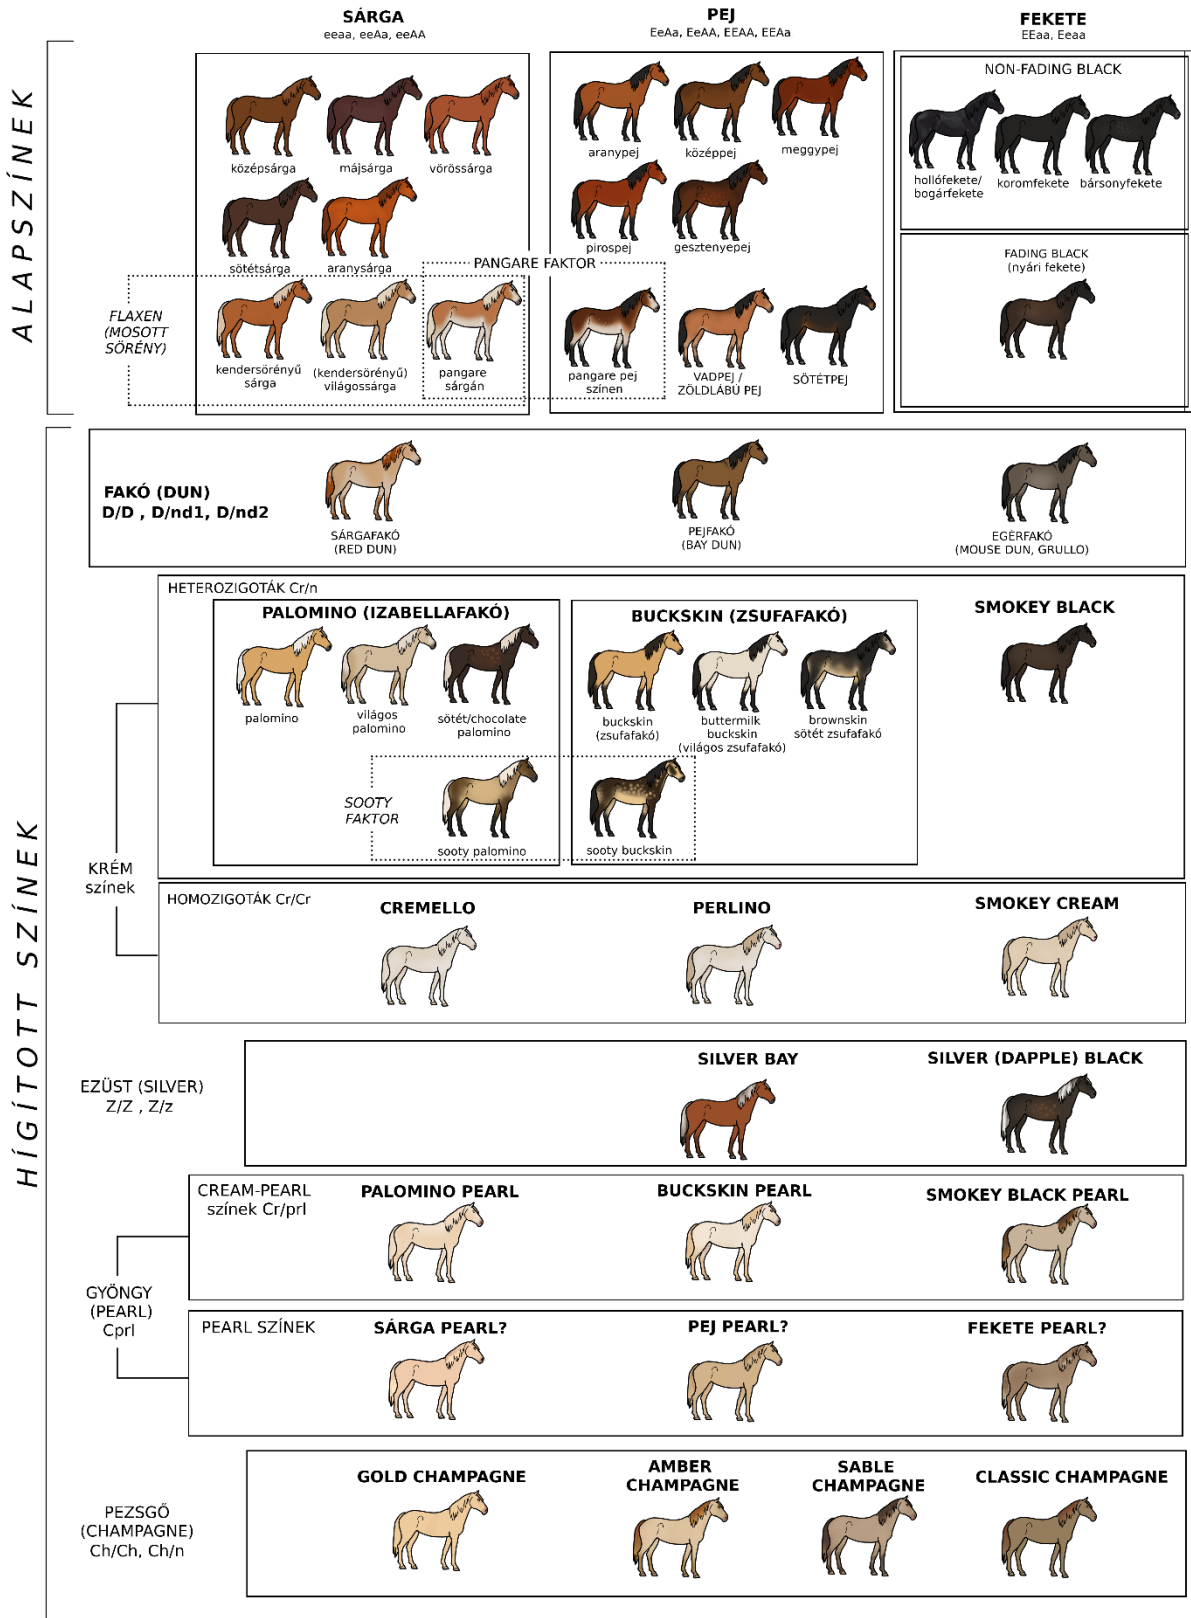 SÁRGA
eeaa, eeAa, eeAA
PEJ
EeAa, EeAA, EEAA, EEAa
FEKETE
EEaa, Eeaa
ALAPSZÍNEK
középsárga
májsárga
vörössárga
sötétsárga
aranysárga
FLAXEN
(MOSOTT
SÖRÉNY)
PANGARE FAKTOR
kendersörényű
sárga
(kendersörényű)
világossárga
pangare
sárgán
aranypej
középpej
meggypej
pirospej
gesztenyepej
pangare pej
színen
VADPEJ /
ZÖLDLÁBÚ PEJ
SÖTÉTPEJ
NON-FADING BLACK
hollófekete/
bogárfekete
koromfekete
bársonyfekete
FADING BLACK
(nyári fekete)
HÍGÍTOTT SZÍNEK
FAKÓ (DUN)
D/D , D/nd1, D/nd2
SÁRGAFAKÓ
(RED DUN)
PEJFAKÓ
(BAY DUN)
EGÉRFAKÓ
(MOUSE DUN, GRULLO)
KRÉM
színek
HETEROZIGOTÁK Cr/n
PALOMINO (IZABELLAFAKÓ)
palomino
világos
palomino
sötét/chocolate
palomino
SOOTY
FAKTOR
sooty palomino
BUCKSKIN (ZSUFAFAKÓ)
buckskin
(zsufafakó)
buttermilk
buckskin
(világos zsufafakó)
brownskin
sötét zsufafakó
sooty buckskin
SMOKEY BLACK
HOMOZIGOTÁK Cr/Cr
CREMELLO
PERLINO
SMOKEY CREAM
EZÜST (SILVER)
Z/Z , Z/z
SILVER BAY
SILVER (DAPPLE) BLACK
GYÖNGY
(PEARL)
Cprl
CREAM-PEARL
színek Cr/prl
PALOMINO PEARL
BUCKSKIN PEARL
SMOKEY BLACK PEARL
PEARL SZÍNEK
SÁRGA PEARL?
PEJ PEARL?
FEKETE PEARL?
PEZSGŐ
(CHAMPAGNE)
Ch/Ch, Ch/n
GOLD CHAMPAGNE
AMBER
CHAMPAGNE
SABLE
CHAMPAGNE
CLASSIC CHAMPAGNE